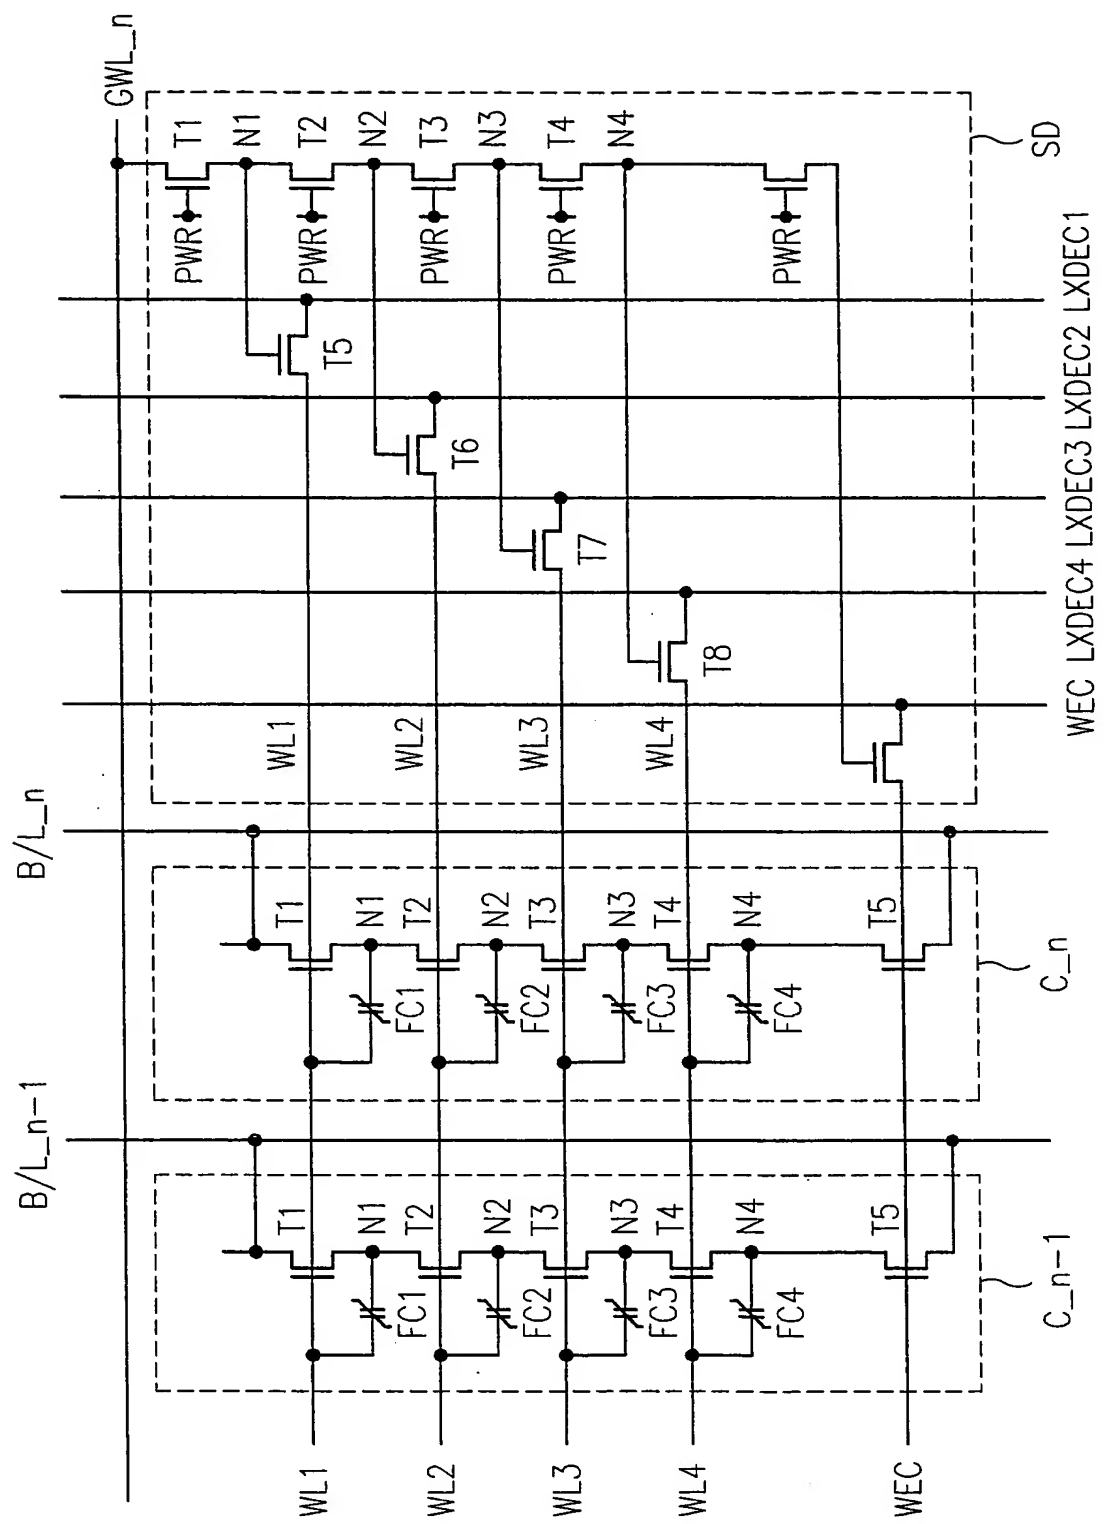 GWL_n
T1
N1
T2
N2
T3
N3
T4
N4
SD
PWR
PWR
PWR
PWR
PWR
T5
T6
T7
T8
WEC LXDEC4 LXDEC3 LXDEC2 LXDEC1
WL1
WL2
WL3
WL4
B/L_n
T1
N1
T2
N2
T3
N3
T4
N4
T5
FC1
FC2
FC3
FC4
C_n
B/L_n-1
T1
N1
T2
N2
T3
N3
T4
N4
T5
FC1
FC2
FC3
FC4
C_n-1
WL1
WL2
WL3
WL4
WEC